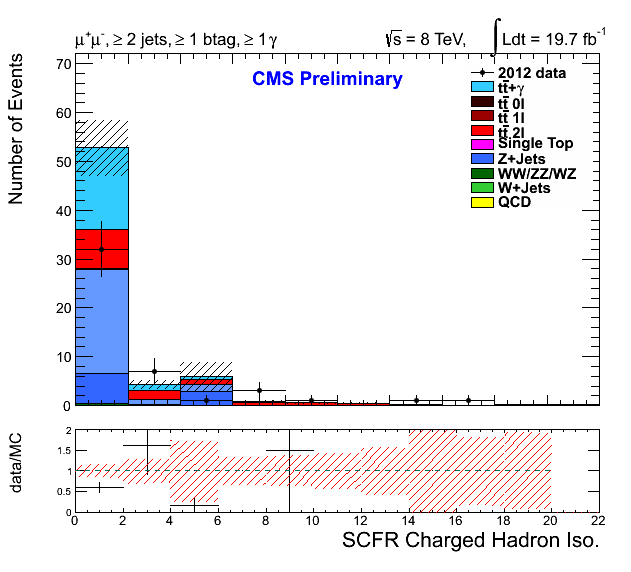 μ⁺μ⁻, ≥ 2 jets, ≥ 1 btag, ≥ 1 γ √s = 8 TeV, ∫ Ldt = 19.7 fb⁻¹
CMS Preliminary
Number of Events
70
60
50
40
30
20
10
0
2012 data
tt̄+γ
tt̄ 0l
tt̄ 1l
tt̄ 2l
Single Top
Z+Jets
WW/ZZ/WZ
W+Jets
QCD
data/MC
2
1.5
1
0.5
0
0 2 4 6 8 10 12 14 16 18 20 22
SCFR Charged Hadron Iso.